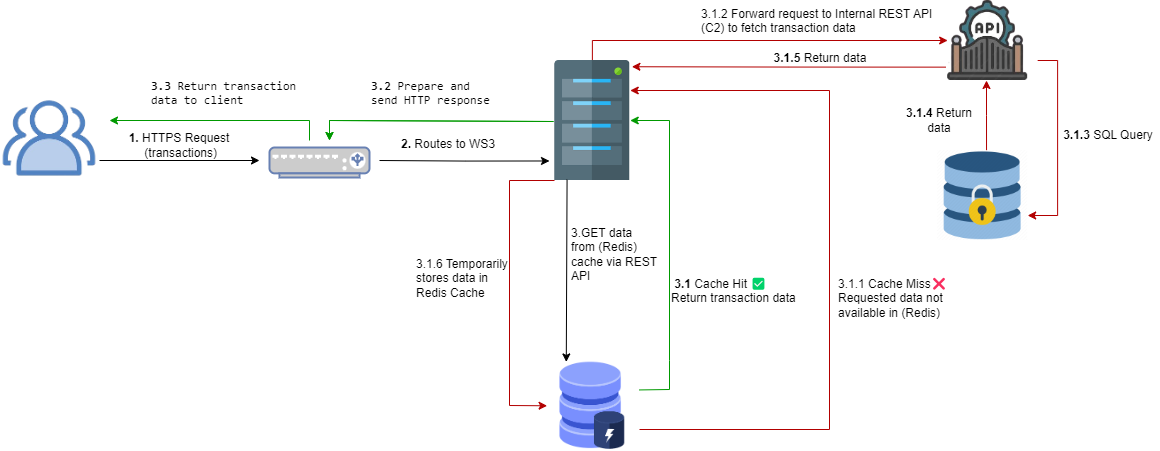 3.1.2 Forward request to Internal REST API
(C2) to fetch transaction data
API
3.1.5 Return data
3.3 Return transaction
data to client
3.2 Prepare and
send HTTP response
1. HTTPS Request
(transactions)
2. Routes to WS3
3.1.4 Return
data
3.1.3 SQL Query
3.GET data
from (Redis)
cache via REST
API
3.1.6 Temporarily
stores data in
Redis Cache
3.1 Cache Hit ✅
Return transaction data
3.1.1 Cache Miss❌
Requested data not
available in (Redis)